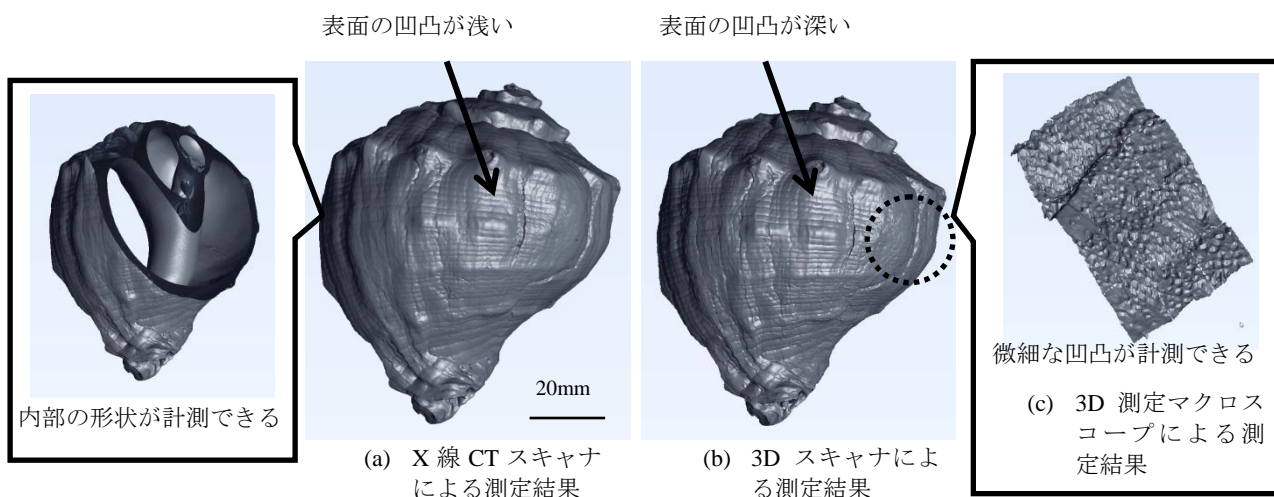 表面の凹凸が浅い
表面の凹凸が深い
内部の形状が計測できる
20mm
微細な凹凸が計測できる
(a) X 線 CT スキャナ
による測定結果
(b) 3D スキャナによ
る測定結果
(c) 3D 測定マクロス
コープによる測
定結果